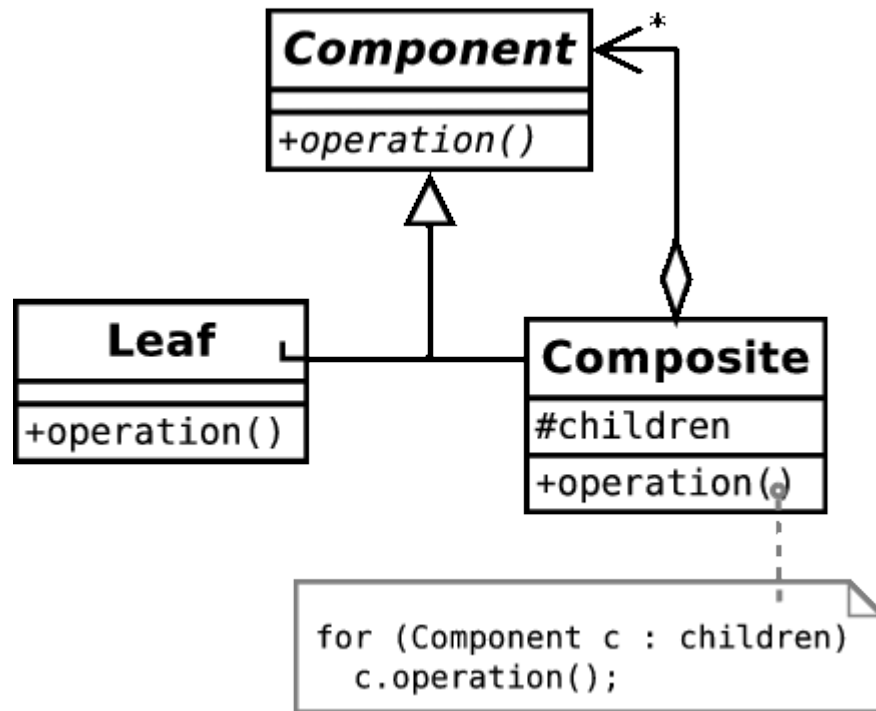 Component
*
+operation()
Leaf
+operation()
Composite
#children
+operation()
for (Component c : children)
  c.operation();